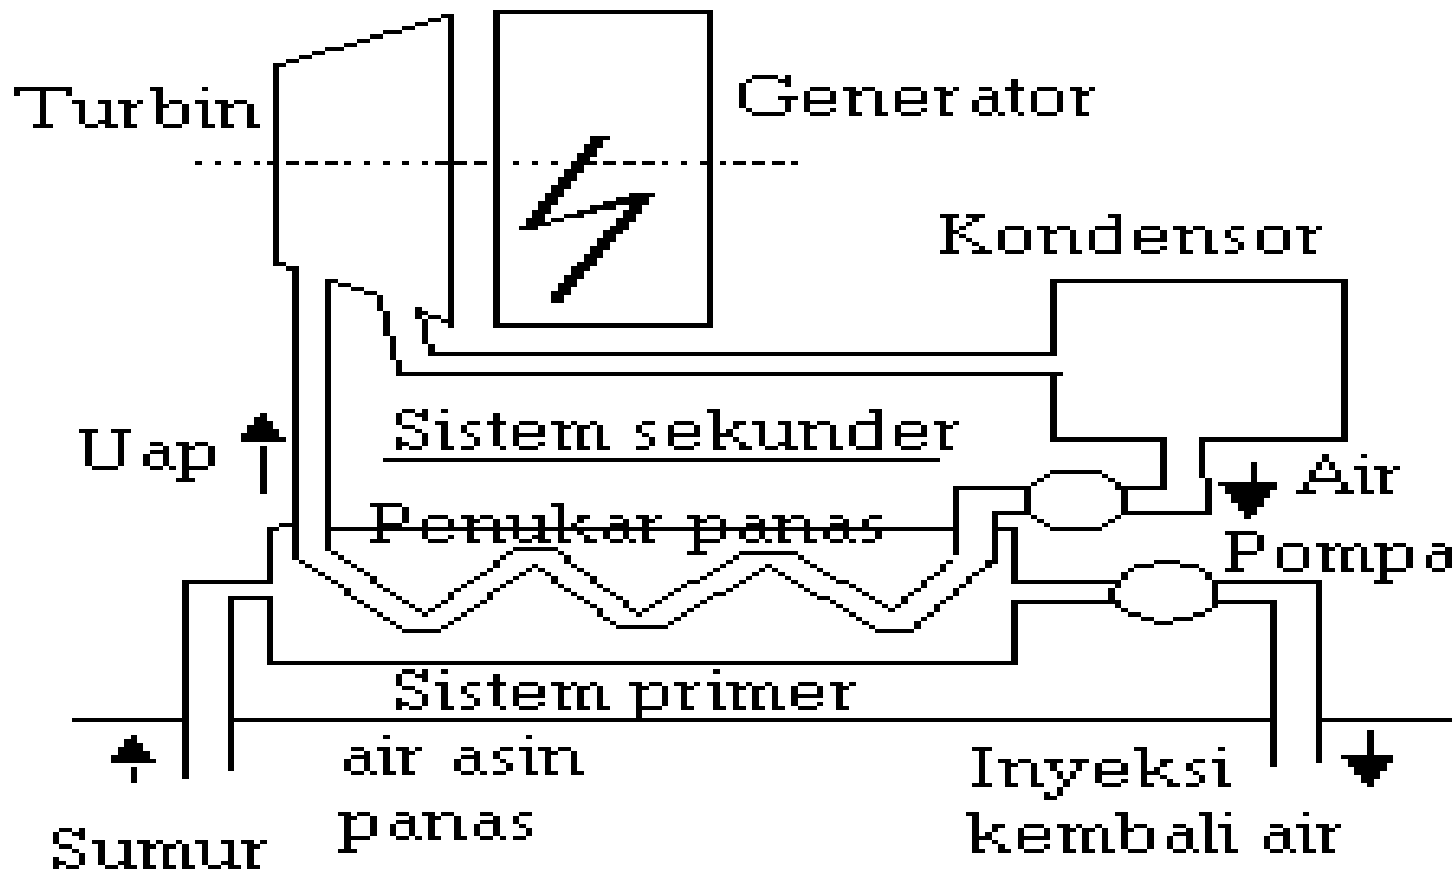 Turbin
Generator
Kondensor
Uap
Sistem sekunder
Air
Penukar panas
Pompa
Sistem primer
air asin
panas
Sumur
Inyeksi
kembali air